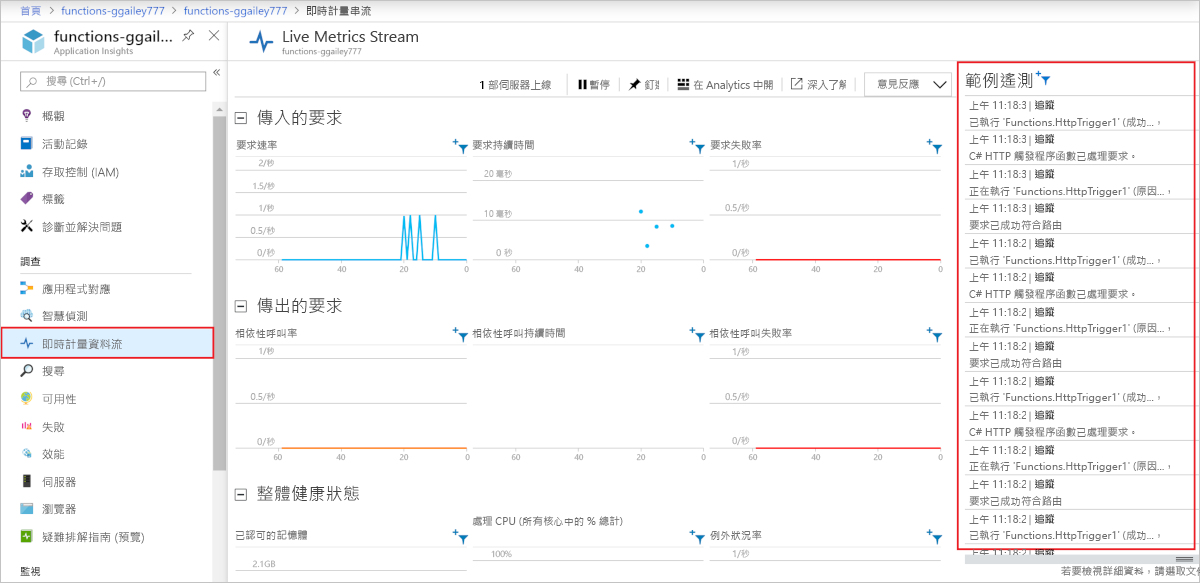 首頁 > functions-ggailey777 > functions-ggailey777 > 即時計量串流
functions-ggail...
Application Insights
搜尋 (Ctrl+/)
概觀
活動記錄
存取控制 (IAM)
標籤
診斷並解決問題
調查
應用程式對應
智慧偵測
即時計量資料流
搜尋
可用性
失敗
效能
伺服器
瀏覽器
疑難排解指南 (預覽)
監視
Live Metrics Stream
functions-ggailey777
1 部伺服器上線
暫停
在 Analytics 中開
深入了解
意見反應
傳入的要求
要求速率
2/秒
1.5/秒
1/秒
0.5/秒
0/秒
60 40 20 0
要求持續時間
20 毫秒
10 毫秒
0 秒
60 40 20 0
要求失敗率
1/秒
0.5/秒
0/秒
60 40 20 0
傳出的要求
相依性呼叫率
1/秒
0.5/秒
0/秒
60 40 20 0
相依性呼叫持續時間
60 40 20 0
相依性呼叫失敗率
1/秒
0.5/秒
0/秒
60 40 20 0
整體健康狀態
已認可的記憶體
2.1GB
處理 CPU (所有核心中的 % 總計)
100%
例外狀況率
1/秒
範例遙測
上午 11:18:3 | 追蹤
已執行 'Functions.HttpTrigger1' (成功...，
上午 11:18:3 | 追蹤
C# HTTP 觸發程序函數已處理要求。
上午 11:18:3 | 追蹤
正在執行 'Functions.HttpTrigger1' (原因...，
上午 11:18:3 | 追蹤
要求已成功符合路由
上午 11:18:2 | 追蹤
已執行 'Functions.HttpTrigger1' (成功...，
上午 11:18:2 | 追蹤
C# HTTP 觸發程序函數已處理要求。
上午 11:18:2 | 追蹤
正在執行 'Functions.HttpTrigger1' (原因...，
上午 11:18:2 | 追蹤
要求已成功符合路由
上午 11:18:2 | 追蹤
已執行 'Functions.HttpTrigger1' (成功...，
上午 11:18:2 | 追蹤
C# HTTP 觸發程序函數已處理要求。
上午 11:18:2 | 追蹤
正在執行 'Functions.HttpTrigger1' (原因...，
上午 11:18:2 | 追蹤
要求已成功符合路由
上午 11:18:2 | 追蹤
已執行 'Functions.HttpTrigger1' (成功...，
上午 11:18:2 | 追蹤
若要檢視詳細資料，請選取文